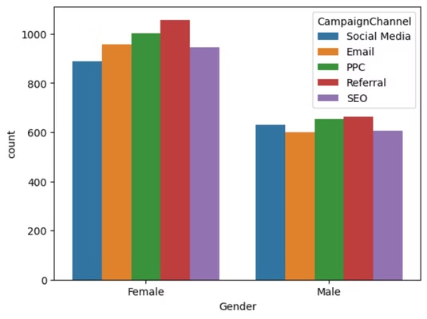 CampaignChannel
Social Media
Email
PPC
Referral
SEO
1000
800
600
400
200
0
count
Female Male
Gender